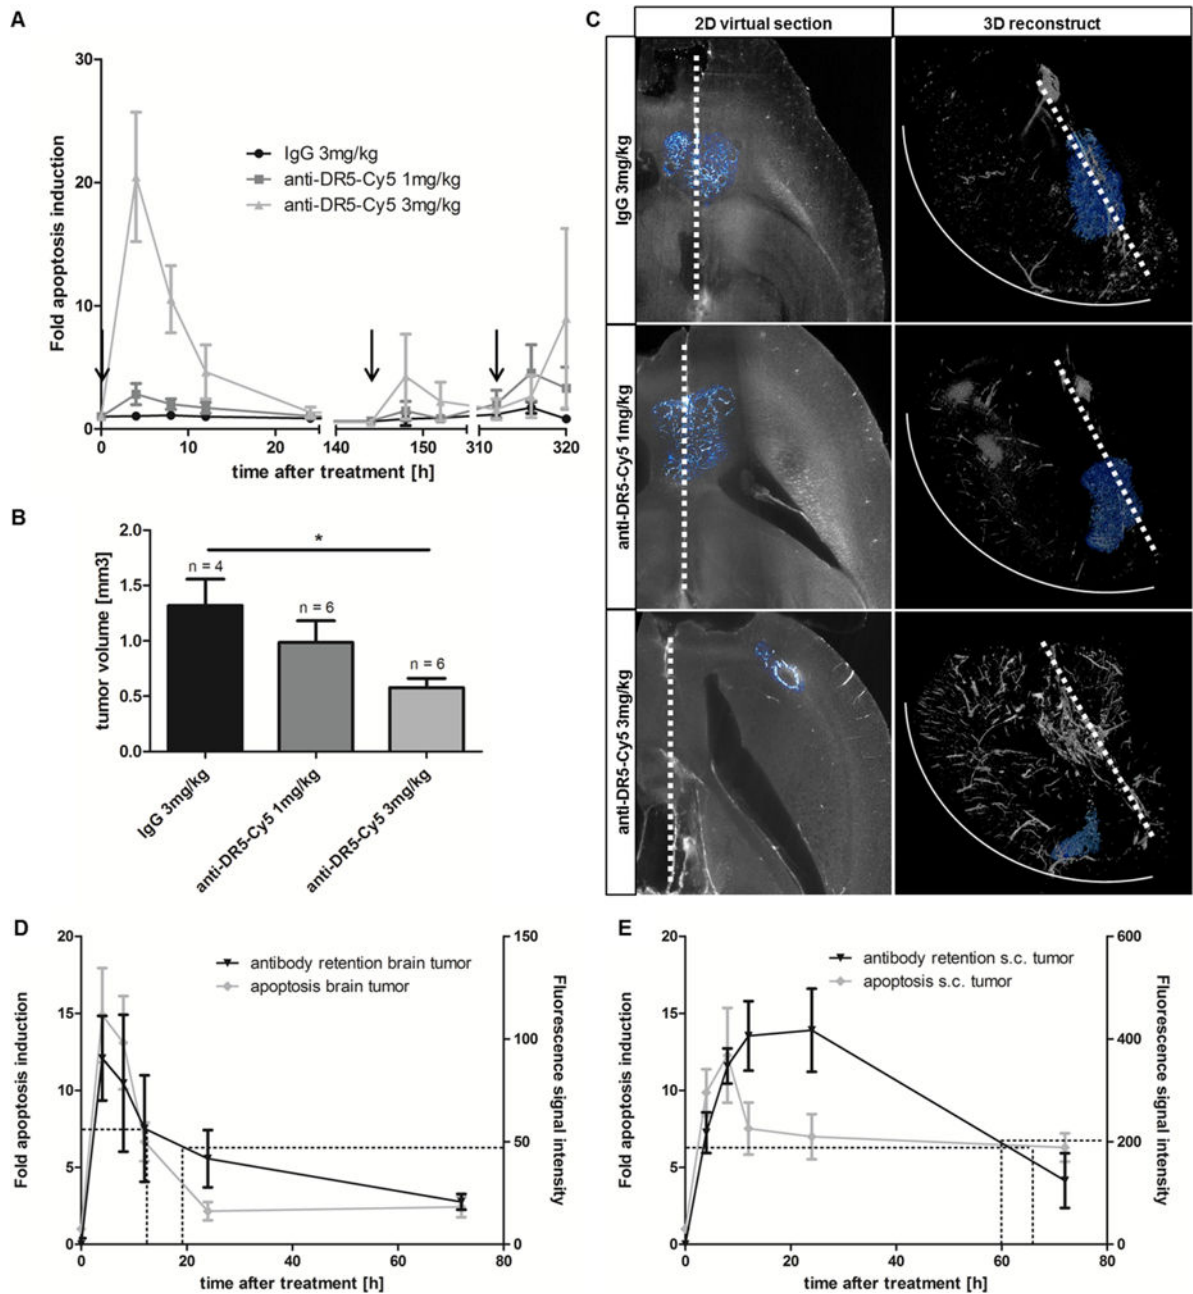 A
30
20
10
0
Fold apoptosis induction
IgG 3mg/kg
anti-DR5-Cy5 1mg/kg
anti-DR5-Cy5 3mg/kg
0 10 20 140 150 310 320
time after treatment [h]
B
2.0
1.5
1.0
0.5
0.0
tumor volume [mm3]
*
n = 4
n = 6
n = 6
IgG 3mg/kg
anti-DR5-Cy5 1mg/kg
anti-DR5-Cy5 3mg/kg
C
2D virtual section
3D reconstruct
IgG 3mg/kg
anti-DR5-Cy5 1mg/kg
anti-DR5-Cy5 3mg/kg
D
20
15
10
5
0
Fold apoptosis induction
antibody retention brain tumor
apoptosis brain tumor
150
100
50
0
Fluorescence signal intensity
0 20 40 60 80
time after treatment [h]
E
20
15
10
5
0
Fold apoptosis induction
antibody retention s.c. tumor
apoptosis s.c. tumor
600
400
200
0
Fluorescence signal intensity
0 20 40 60 80
time after treatment [h]